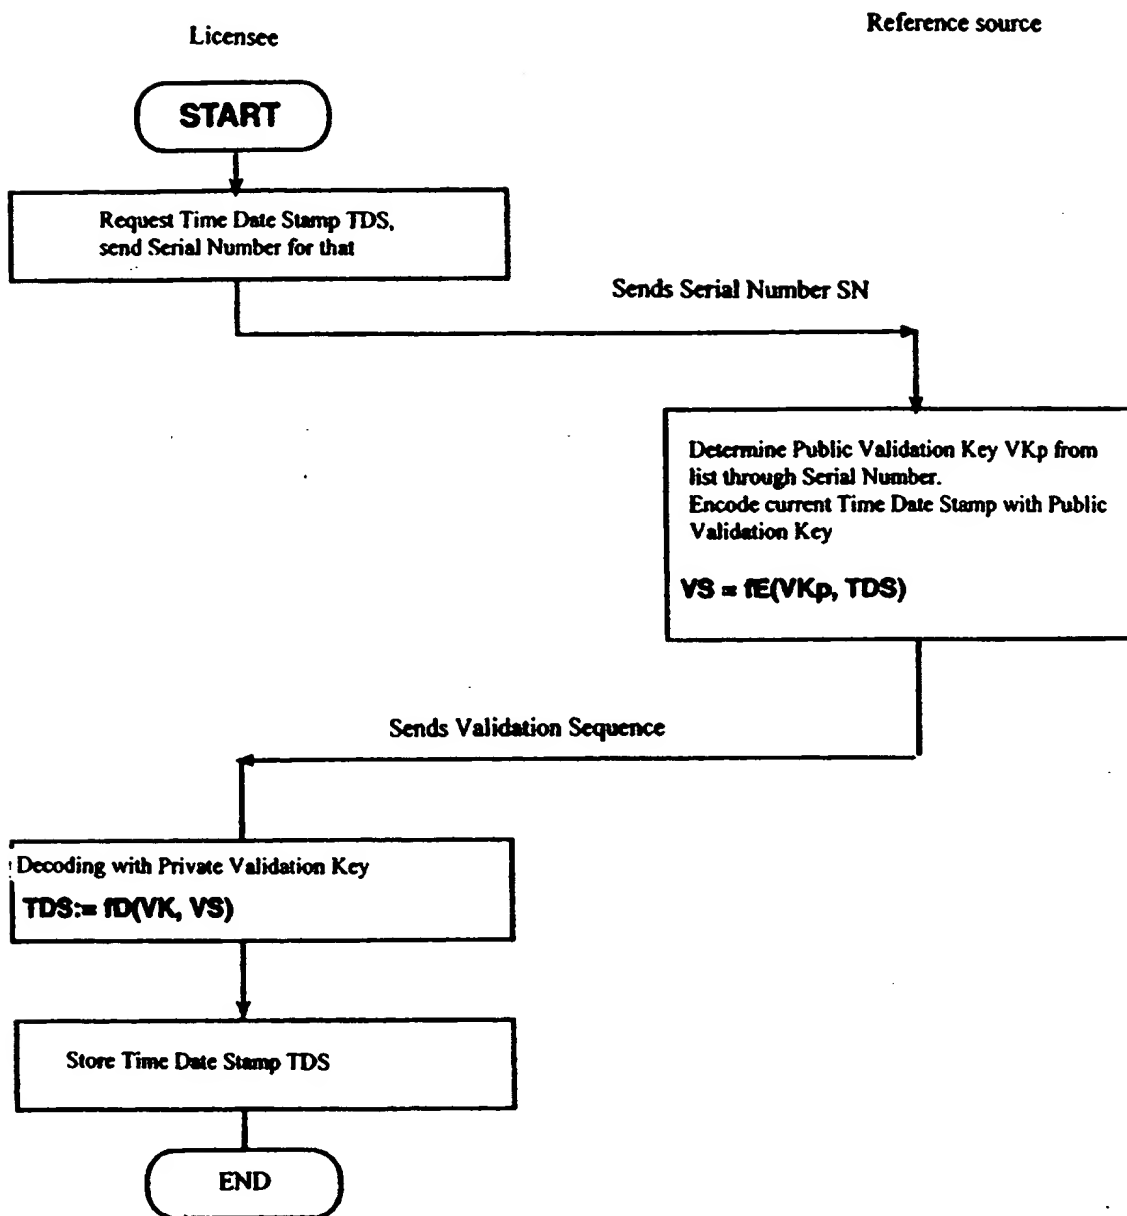 Licensee
Reference source
START
Request Time Date Stamp TDS,
send Serial Number for that
Sends Serial Number SN
Determine Public Validation Key VKp from
list through Serial Number.
Encode current Time Date Stamp with Public
Validation Key
VS = fE(VKp, TDS)
Sends Validation Sequence
Decoding with Private Validation Key
TDS:= fD(VK, VS)
Store Time Date Stamp TDS
END